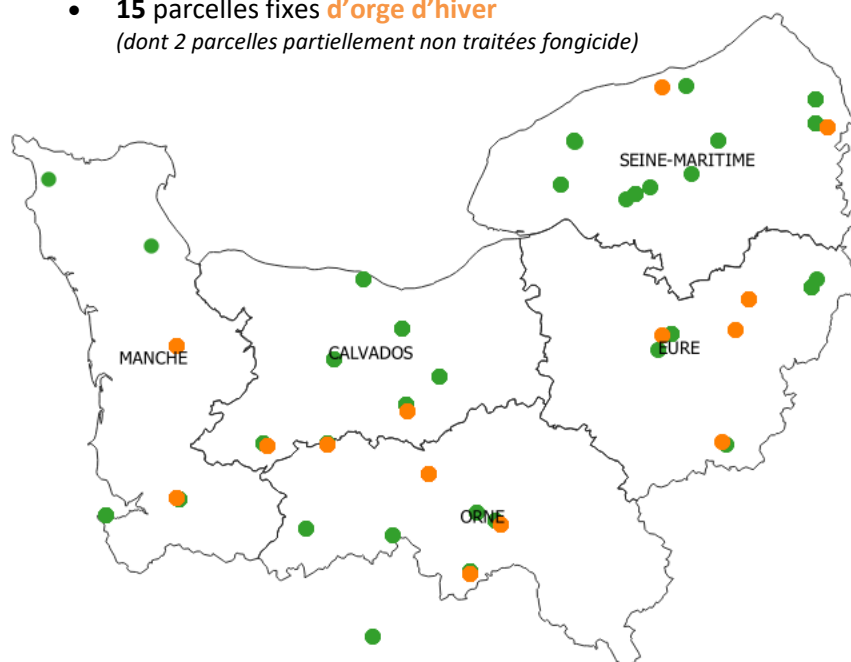 • 15 parcelles fixes d’orge d’hiver
(dont 2 parcelles partiellement non traitées fongicide)
SEINE-MARITIME
MANCHE
CALVADOS
EURE
ORNE